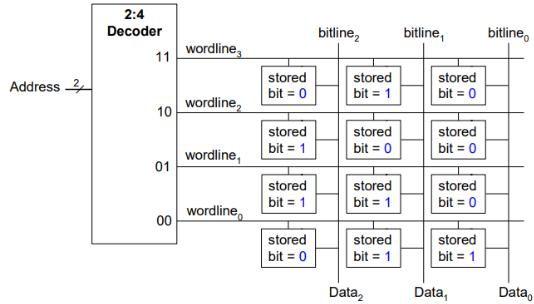 2:4
Decoder
bitline2 bitline1 bitline0
11 wordline3
Address 2
stored bit = 0
stored bit = 1
stored bit = 0
10 wordline2
stored bit = 1
stored bit = 0
stored bit = 0
01 wordline1
stored bit = 1
stored bit = 1
stored bit = 0
00 wordline0
stored bit = 0
stored bit = 1
stored bit = 1
Data2 Data1 Data0